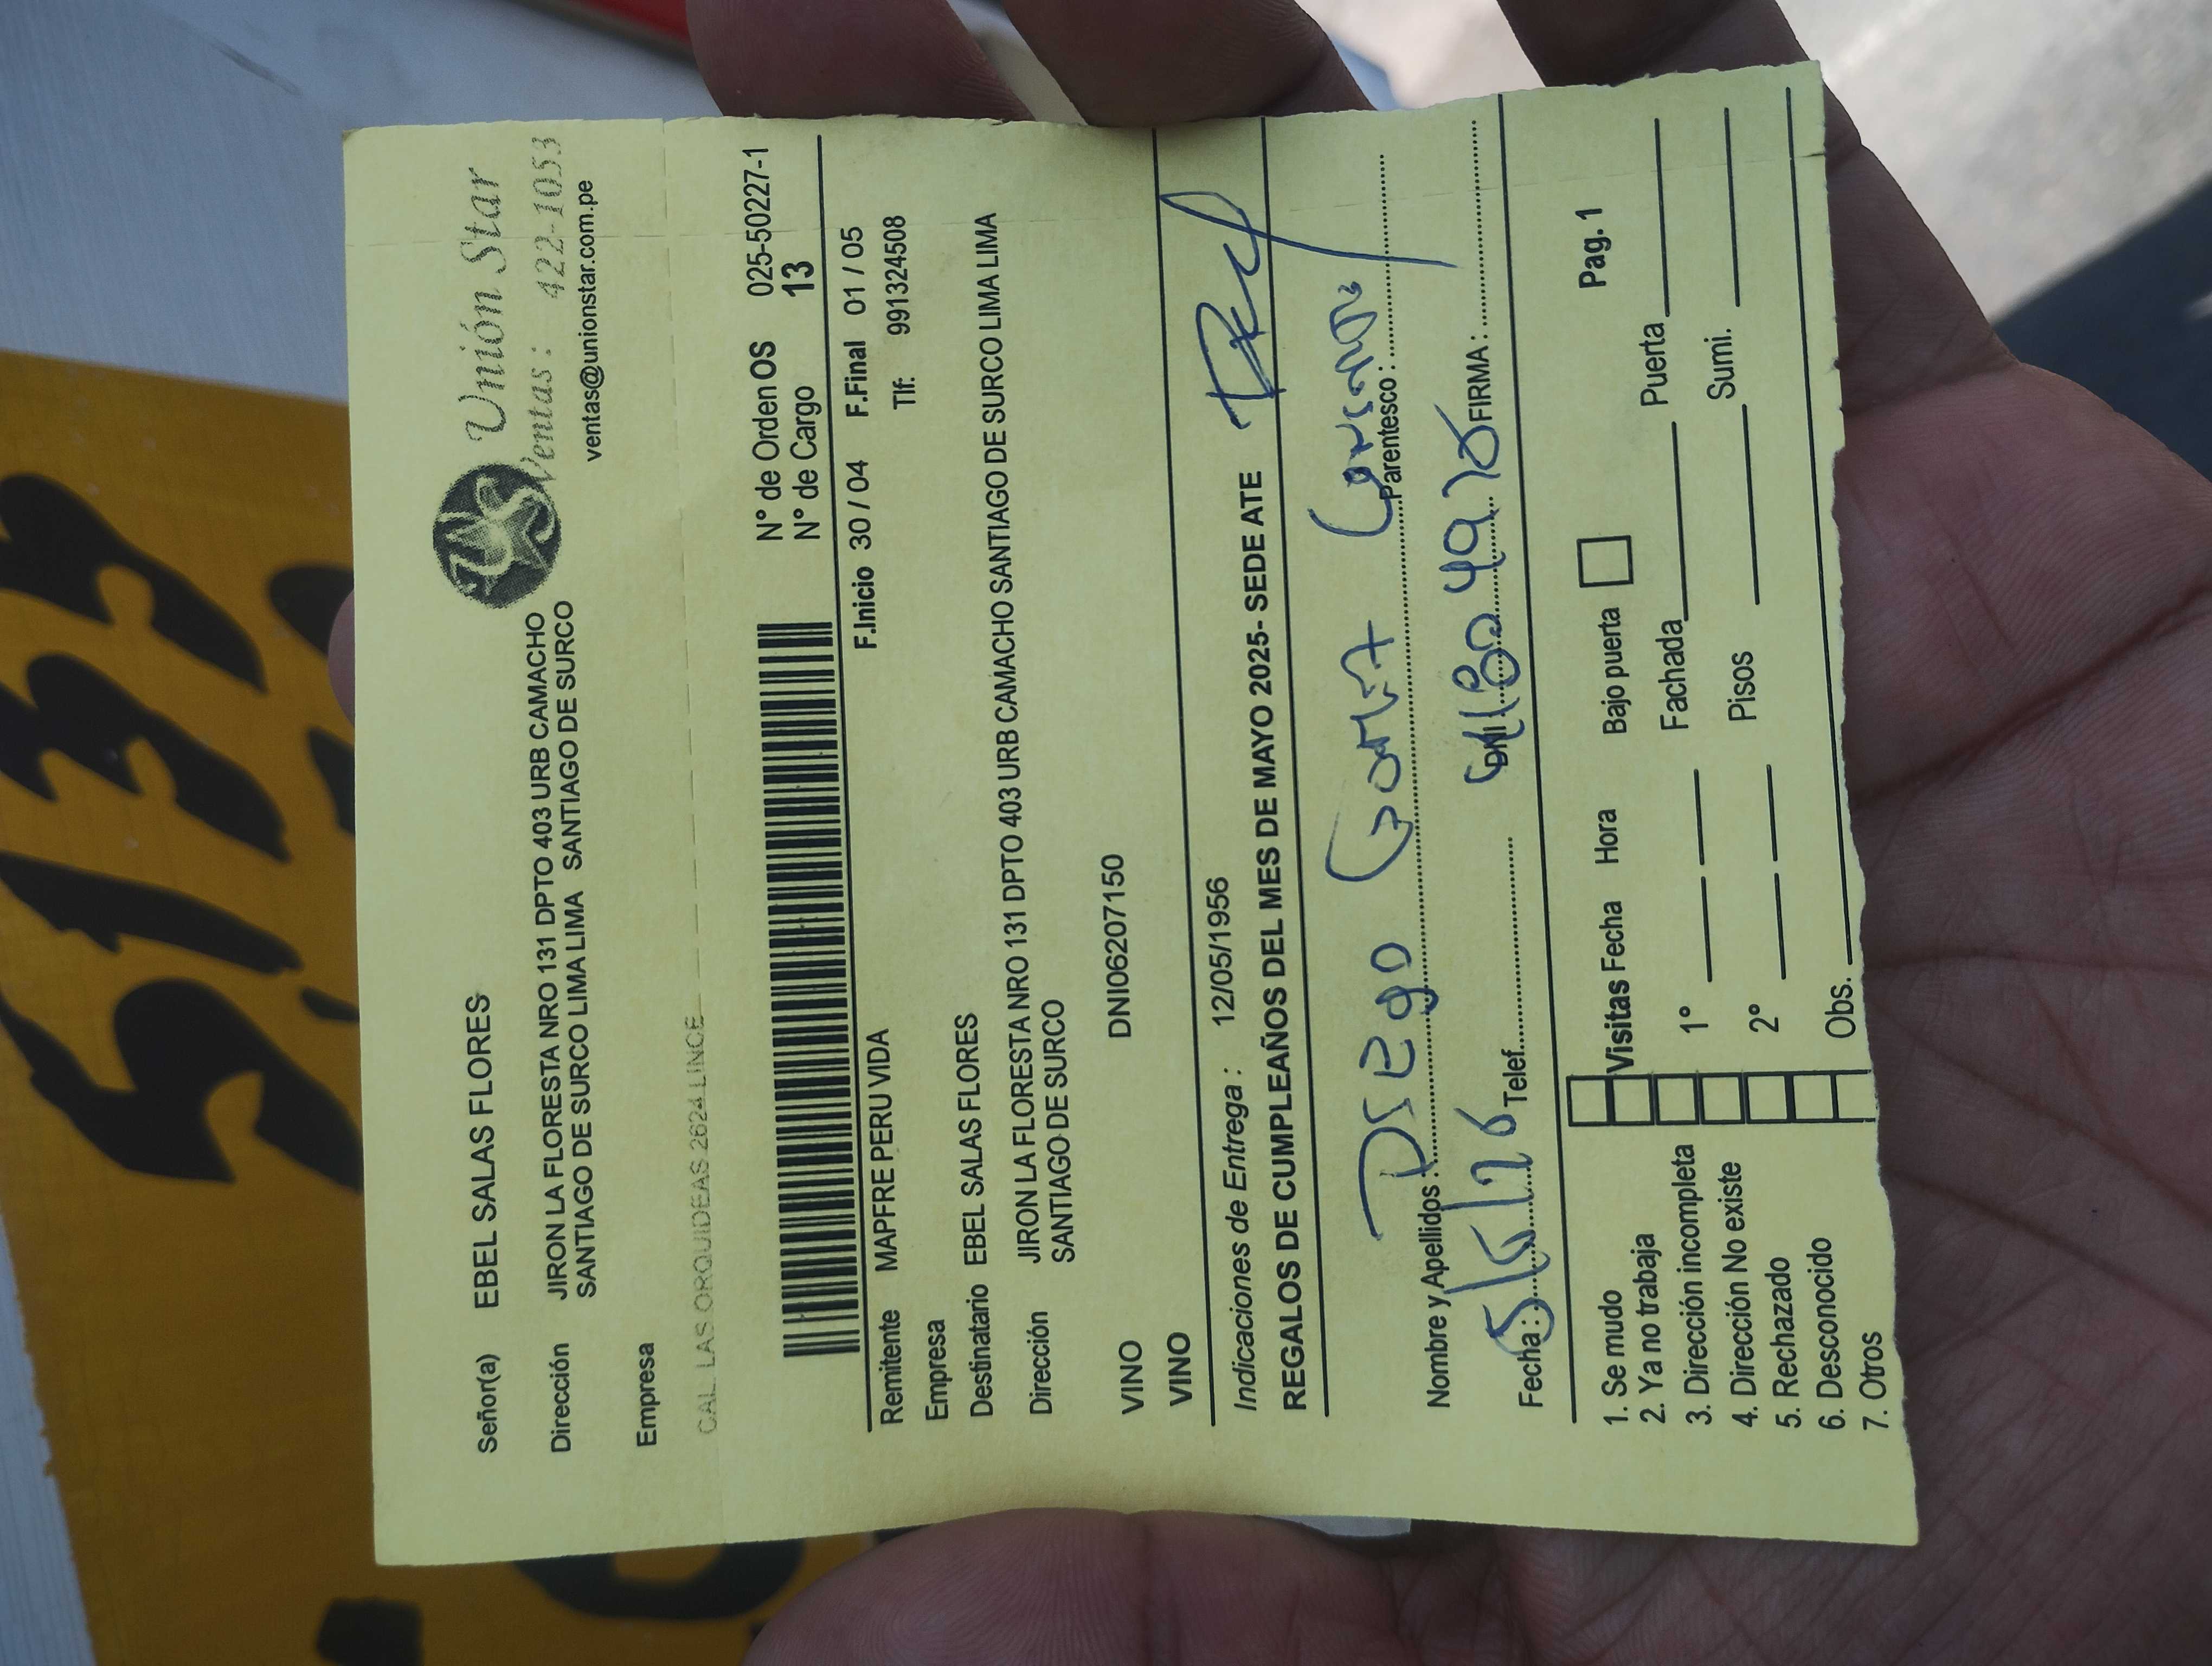 Señor(a) EBEL SALAS FLORES
Unión Star
Ventas: 422-1053
ventas@unionstar.com.pe
Dirección JIRON LA FLORESTA NRO 131 DPTO 403 URB CAMACHO
SANTIAGO DE SURCO LIMA LIMA SANTIAGO DE SURCO
Empresa
CAL. LAS ORQUIDEAS 2624 LINCE
N° de Orden OS 025-50227-1
N° de Cargo 13
F.Inicio 30 / 04 F.Final 01 / 05
Remitente MAPFRE PERU VIDA Tlf: 991324508
Empresa
Destinatario EBEL SALAS FLORES
Dirección JIRON LA FLORESTA NRO 131 DPTO 403 URB CAMACHO SANTIAGO DE SURCO LIMA LIMA
SANTIAGO DE SURCO
VINO DNI06207150
VINO
Indicaciones de Entrega : 12/05/1956
REGALOS DE CUMPLEAÑOS DEL MES DE MAYO 2025- SEDE ATE
Diego
Nombre y Apellidos : Parentesco :
Fecha : Telef. DNI FIRMA :
1. Se mudo Visitas Fecha Hora Bajo puerta Pag. 1
2. Ya no trabaja
3. Dirección incompleta 1° Fachada Puerta
4. Dirección No existe
5. Rechazado 2° Pisos Sumi.
6. Desconocido
7. Otros Obs.
51333